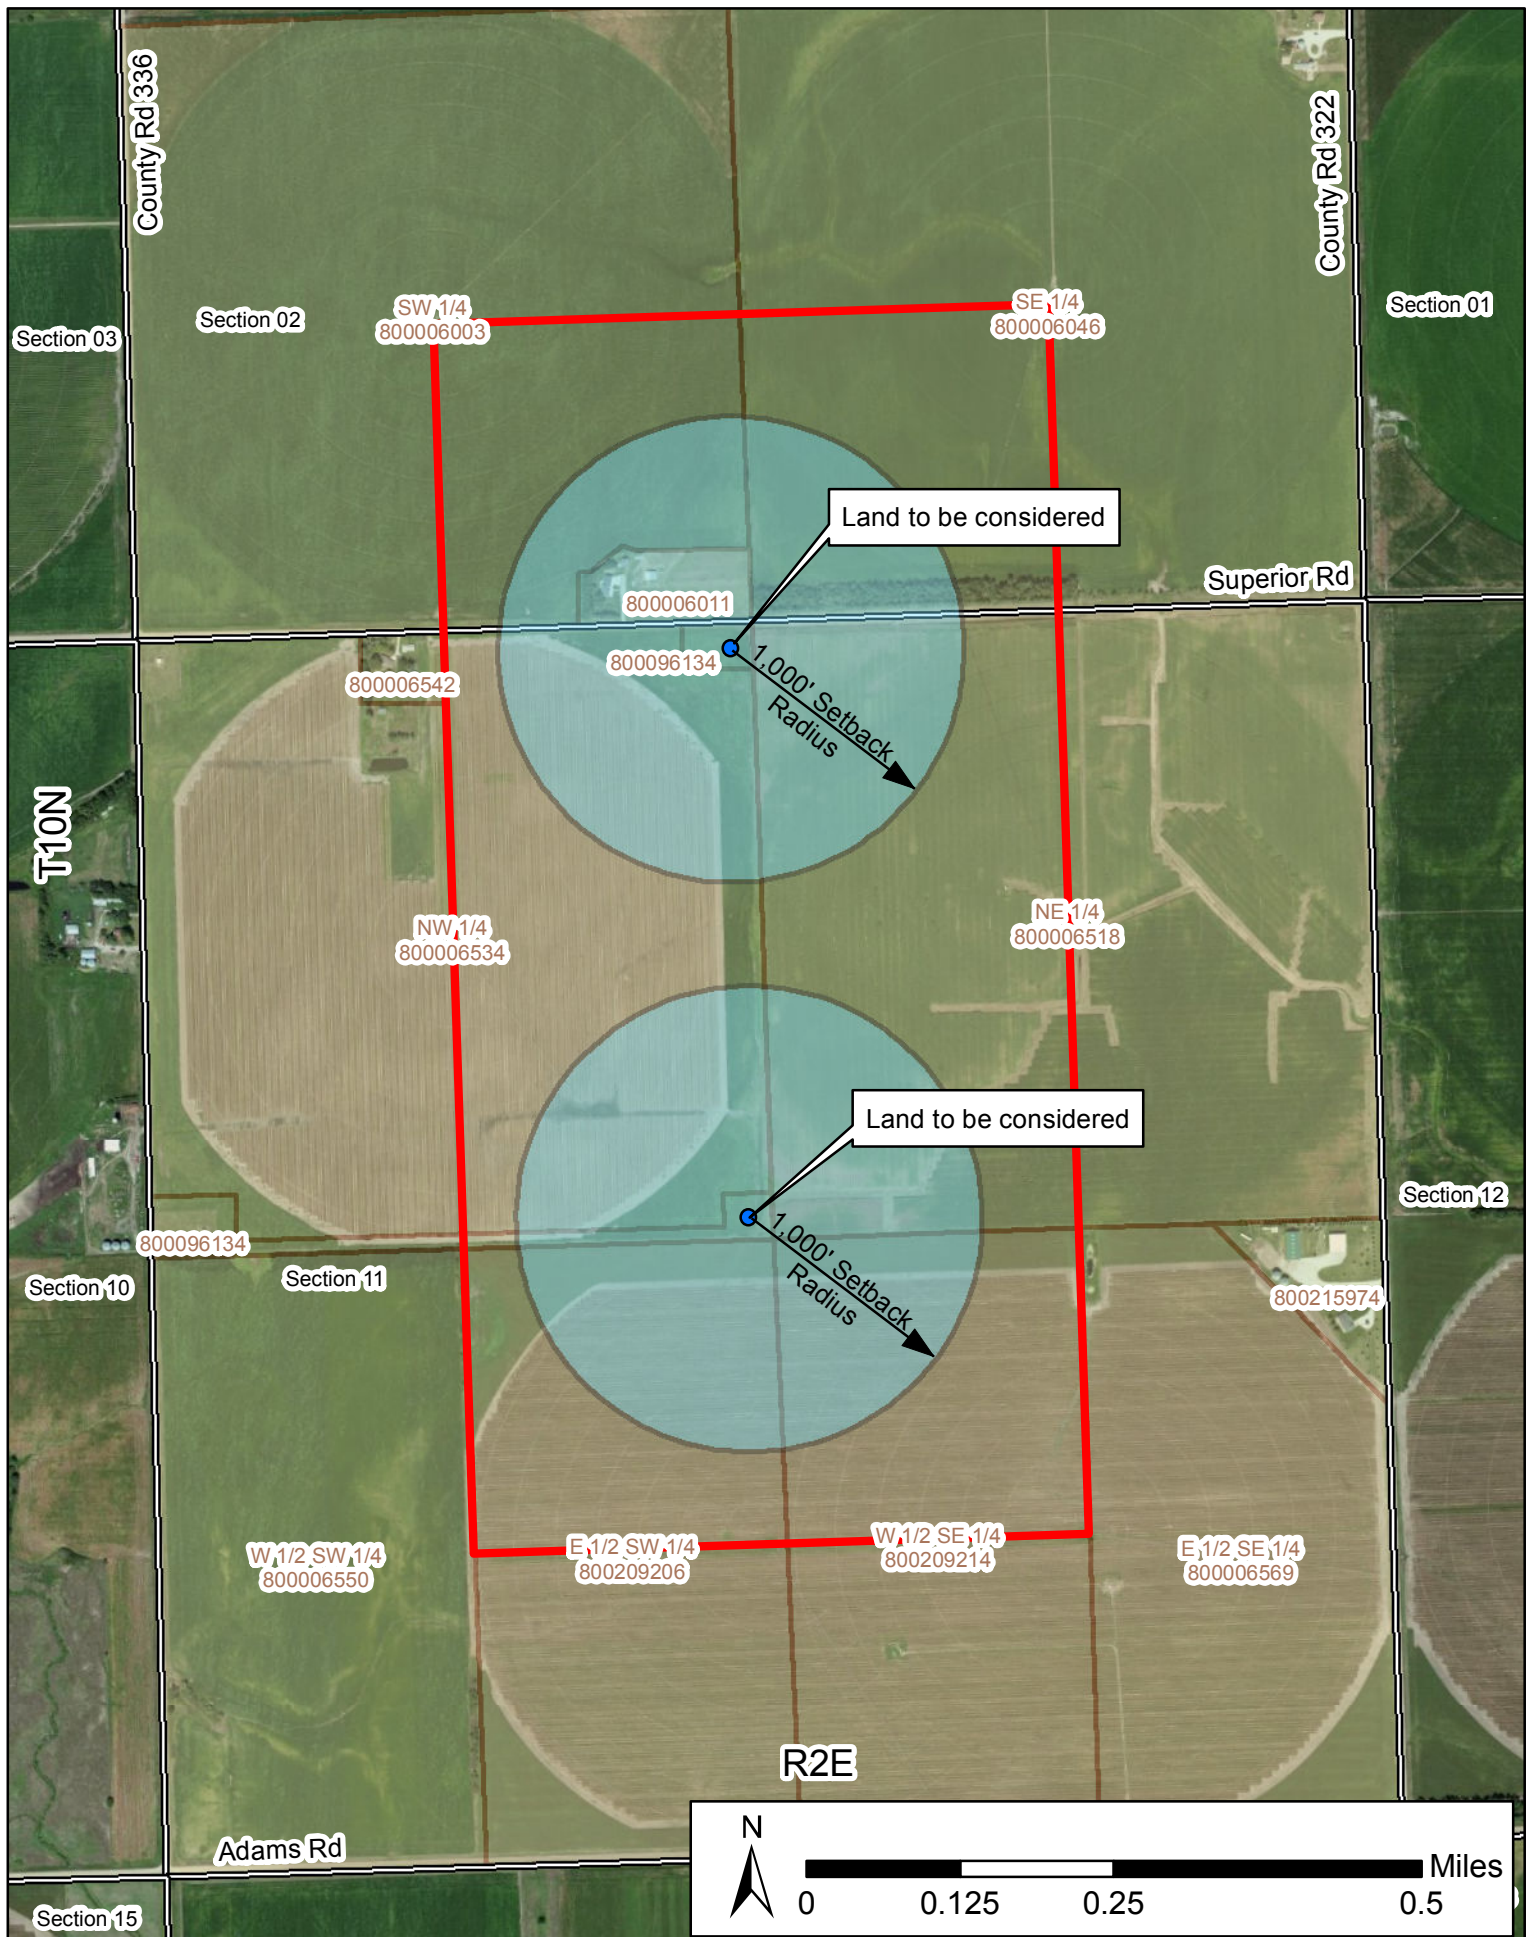 County Rd 336
County Rd 322
SW 1/4
800006003
SE 1/4
800006046
Section 02
Section 01
Section 03
Land to be considered
Superior Rd
800006011
800096134
1,000' Setback
Radius
800006542
T10N
NW 1/4
800006534
NE 1/4
800006518
Land to be considered
Section 12
1,000' Setback
Radius
800096134
Section 10
Section 11
800215974
W 1/2 SW 1/4
800006550
E 1/2 SW 1/4
800209206
W 1/2 SE 1/4
800209214
E 1/2 SE 1/4
800006569
R2E
Adams Rd
Section 15
N
Miles
0
0.125
0.25
0.5